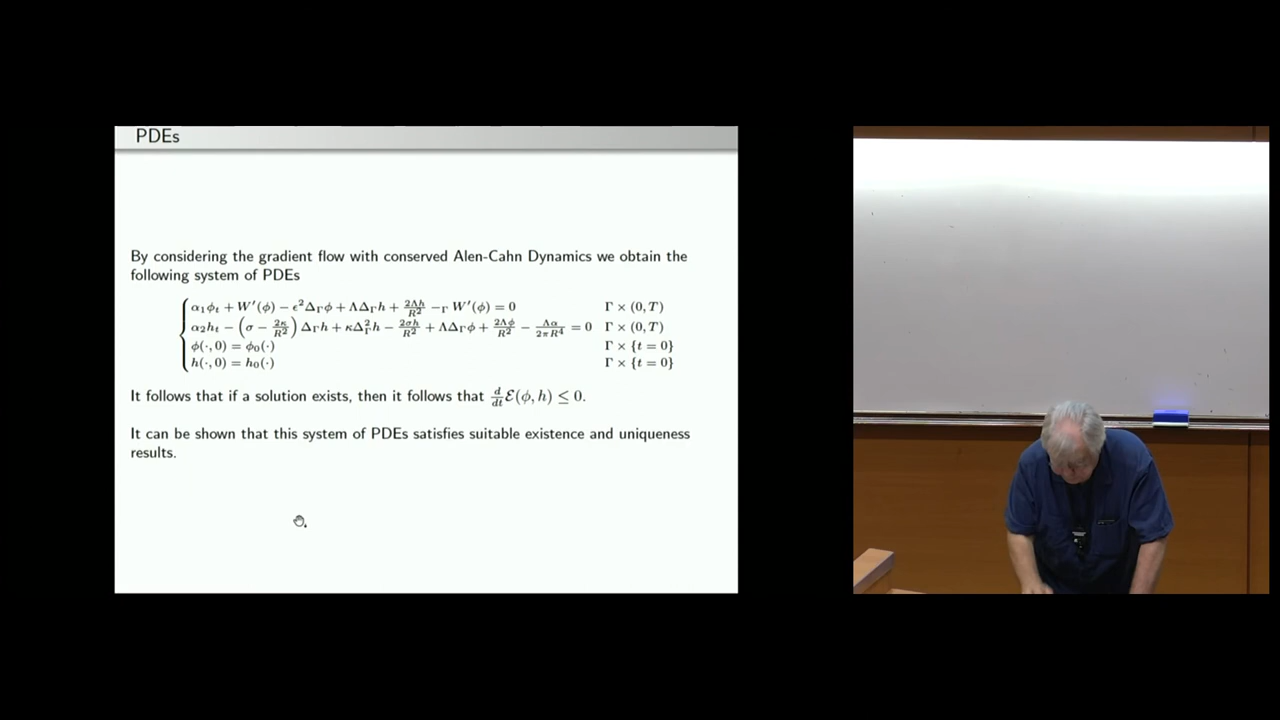 PDEs
By considering the gradient flow with conserved Alen-Cahn Dynamics we obtain the
following system of PDEs
α₁ϕₜ + W′(ϕ) − ϵ²Δ_Γϕ + ΛΔ_Γh + 2Λh/R² −_Γ W′(ϕ) = 0   Γ × (0, T)
α₂hₜ − (σ − 2κ/R²) Δ_Γh + κΔ²_Γh − 2σh/R² + ΛΔ_Γϕ + 2Λϕ/R² − Λα/2πR⁴ = 0   Γ × (0, T)
ϕ(·, 0) = ϕ₀(·)   Γ × {t = 0}
h(·, 0) = h₀(·)   Γ × {t = 0}
It follows that if a solution exists, then it follows that d/dt ℰ(ϕ, h) ≤ 0.
It can be shown that this system of PDEs satisfies suitable existence and uniqueness
results.